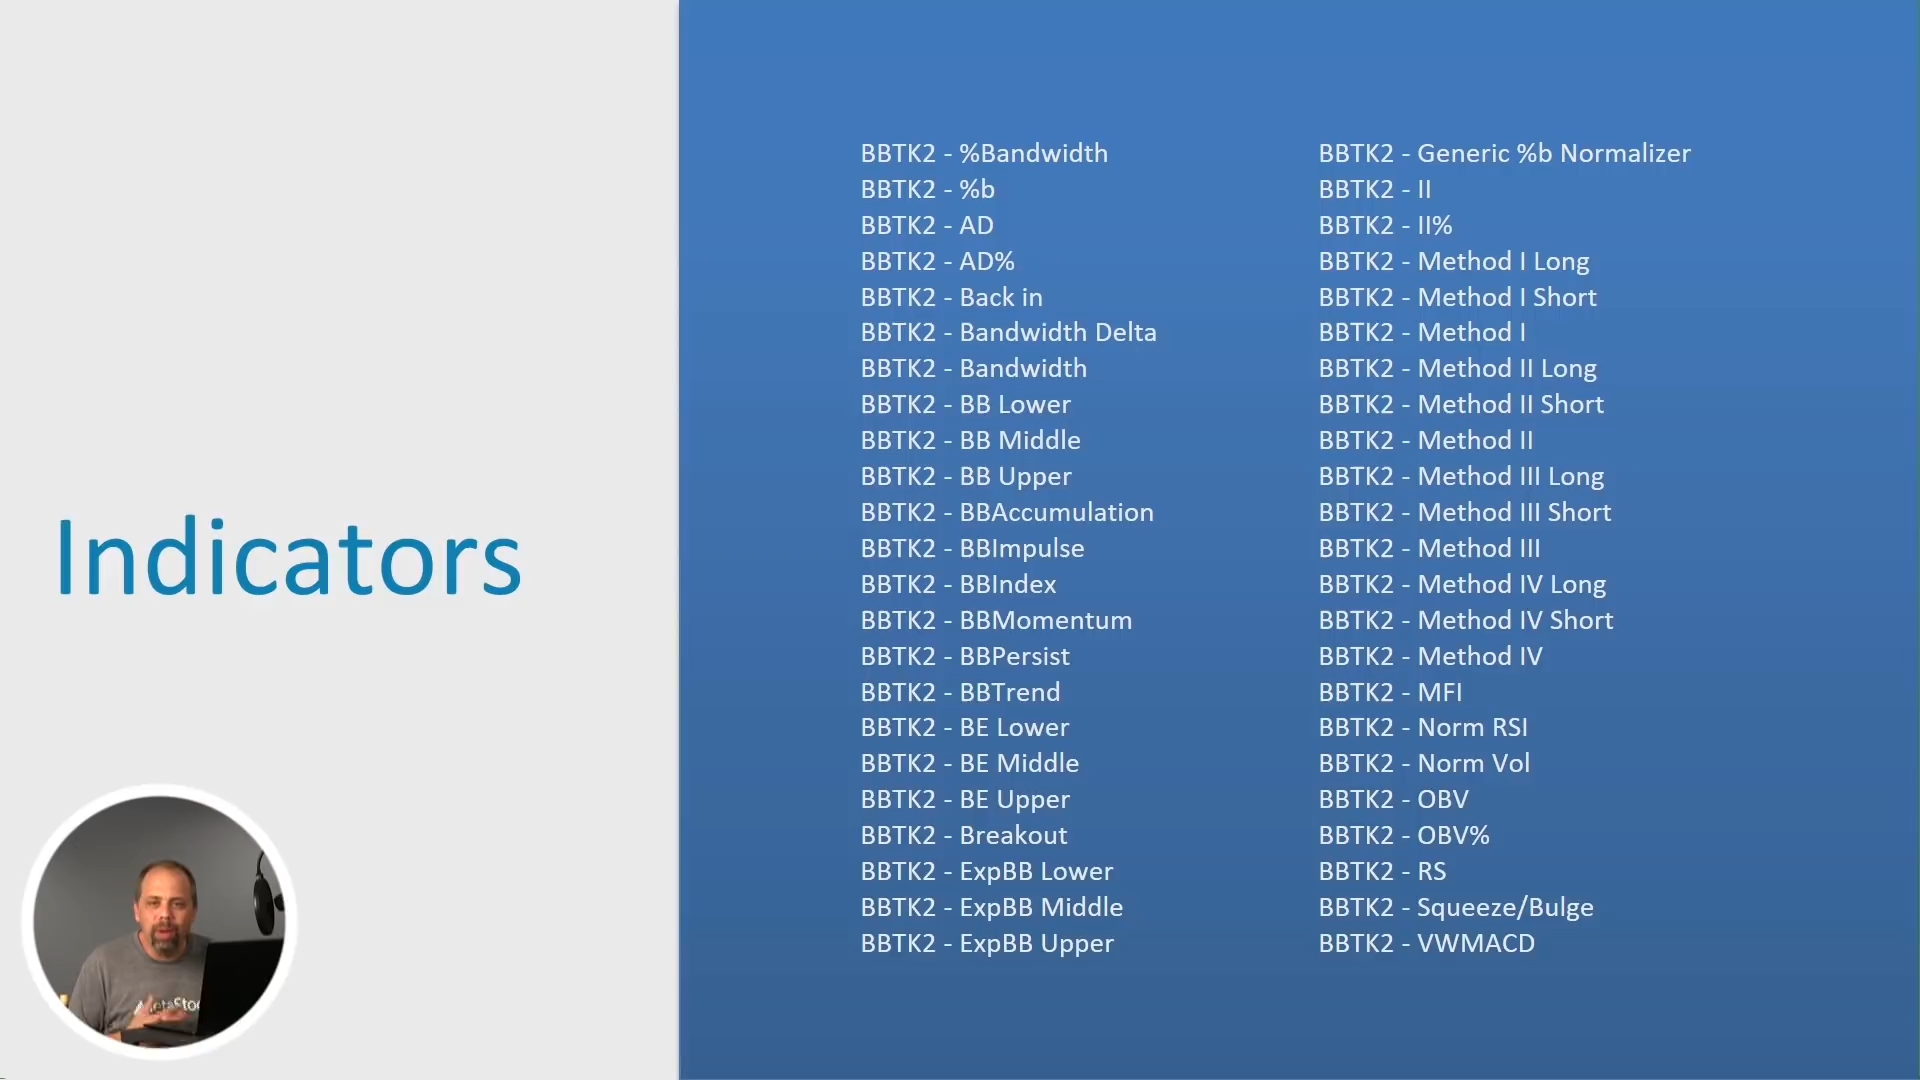 Indicators
BBTK2 - %Bandwidth
BBTK2 - %b
BBTK2 - AD
BBTK2 - AD%
BBTK2 - Back in
BBTK2 - Bandwidth Delta
BBTK2 - Bandwidth
BBTK2 - BB Lower
BBTK2 - BB Middle
BBTK2 - BB Upper
BBTK2 - BBAccumulation
BBTK2 - BBImpulse
BBTK2 - BBIndex
BBTK2 - BBMomentum
BBTK2 - BBPersist
BBTK2 - BBTrend
BBTK2 - BE Lower
BBTK2 - BE Middle
BBTK2 - BE Upper
BBTK2 - Breakout
BBTK2 - ExpBB Lower
BBTK2 - ExpBB Middle
BBTK2 - ExpBB Upper
BBTK2 - Generic %b Normalizer
BBTK2 - II
BBTK2 - II%
BBTK2 - Method I Long
BBTK2 - Method I Short
BBTK2 - Method I
BBTK2 - Method II Long
BBTK2 - Method II Short
BBTK2 - Method II
BBTK2 - Method III Long
BBTK2 - Method III Short
BBTK2 - Method III
BBTK2 - Method IV Long
BBTK2 - Method IV Short
BBTK2 - Method IV
BBTK2 - MFI
BBTK2 - Norm RSI
BBTK2 - Norm Vol
BBTK2 - OBV
BBTK2 - OBV%
BBTK2 - RS
BBTK2 - Squeeze/Bulge
BBTK2 - VWMACD